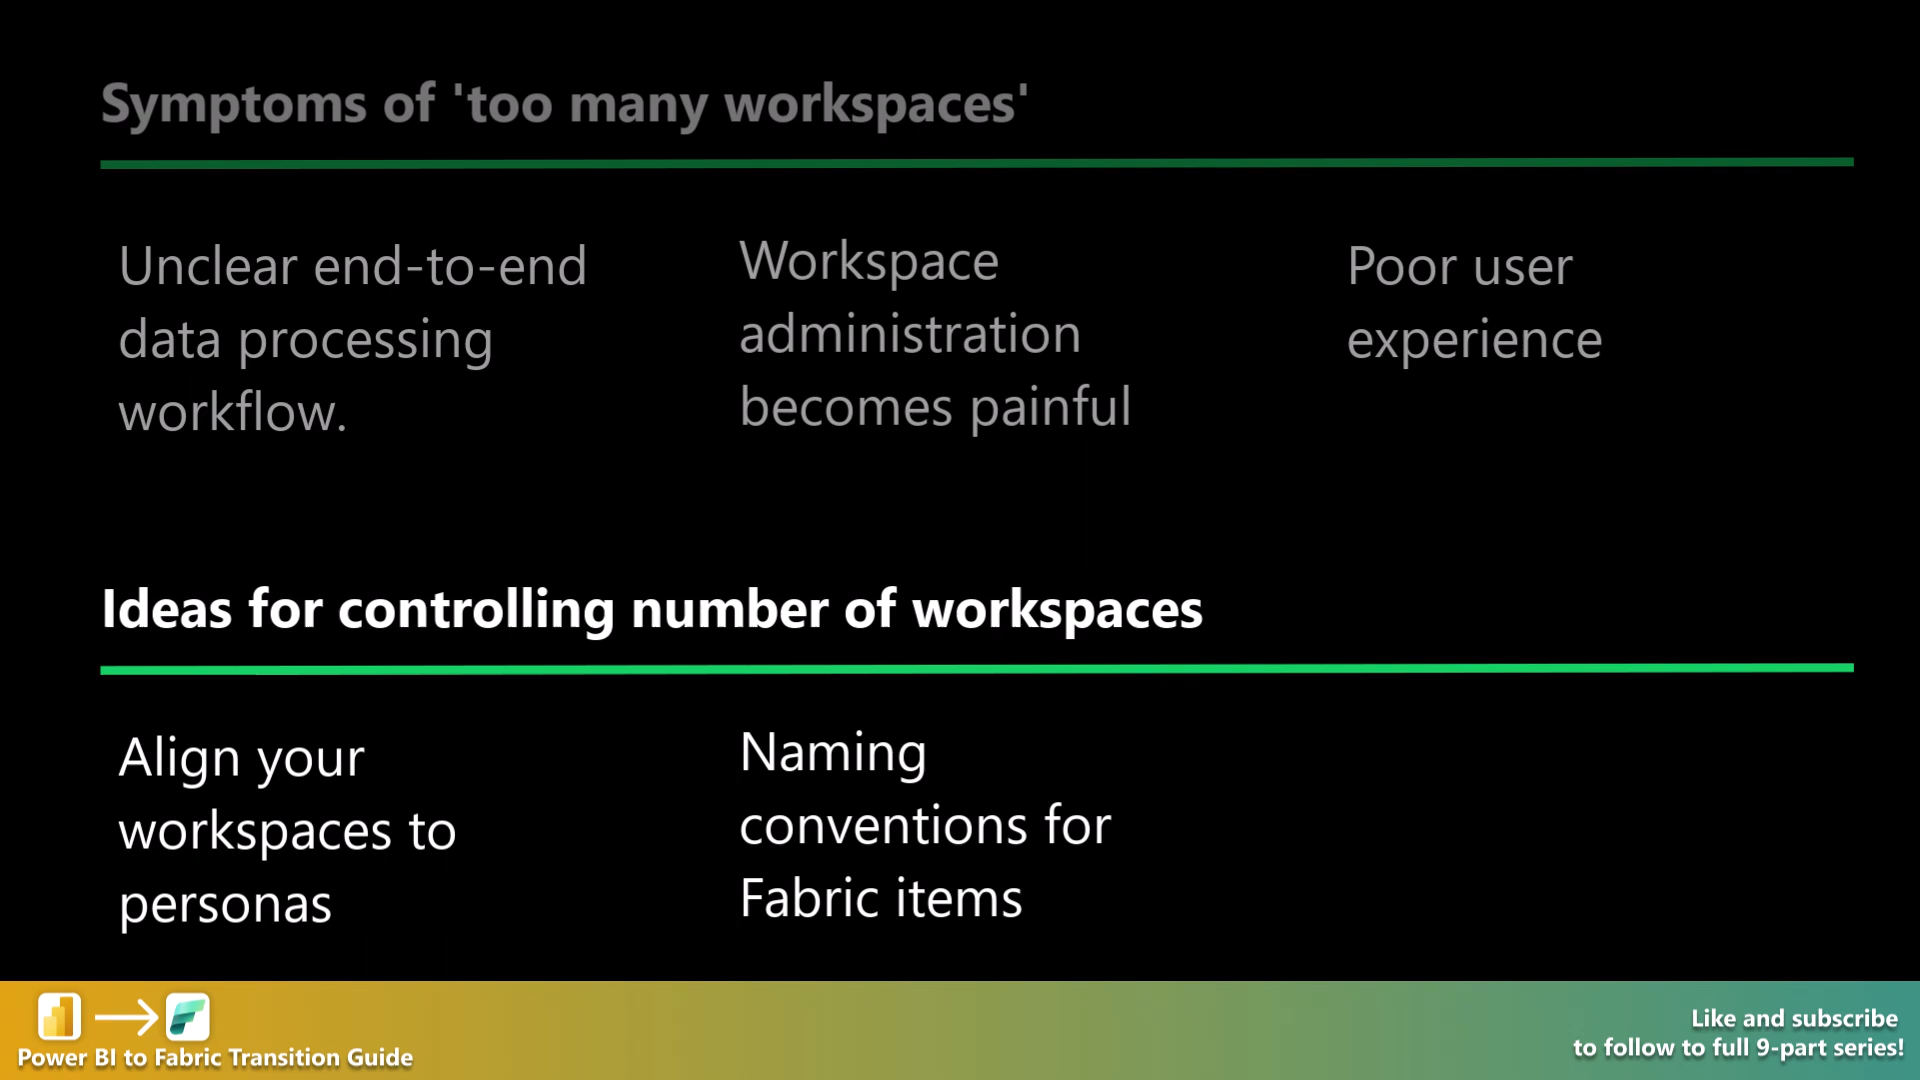 Symptoms of 'too many workspaces'
Unclear end-to-end
data processing
workflow.
Workspace
administration
becomes painful
Poor user
experience
Ideas for controlling number of workspaces
Align your
workspaces to
personas
Naming
conventions for
Fabric items
Power BI to Fabric Transition Guide
Like and subscribe
to follow to full 9-part series!